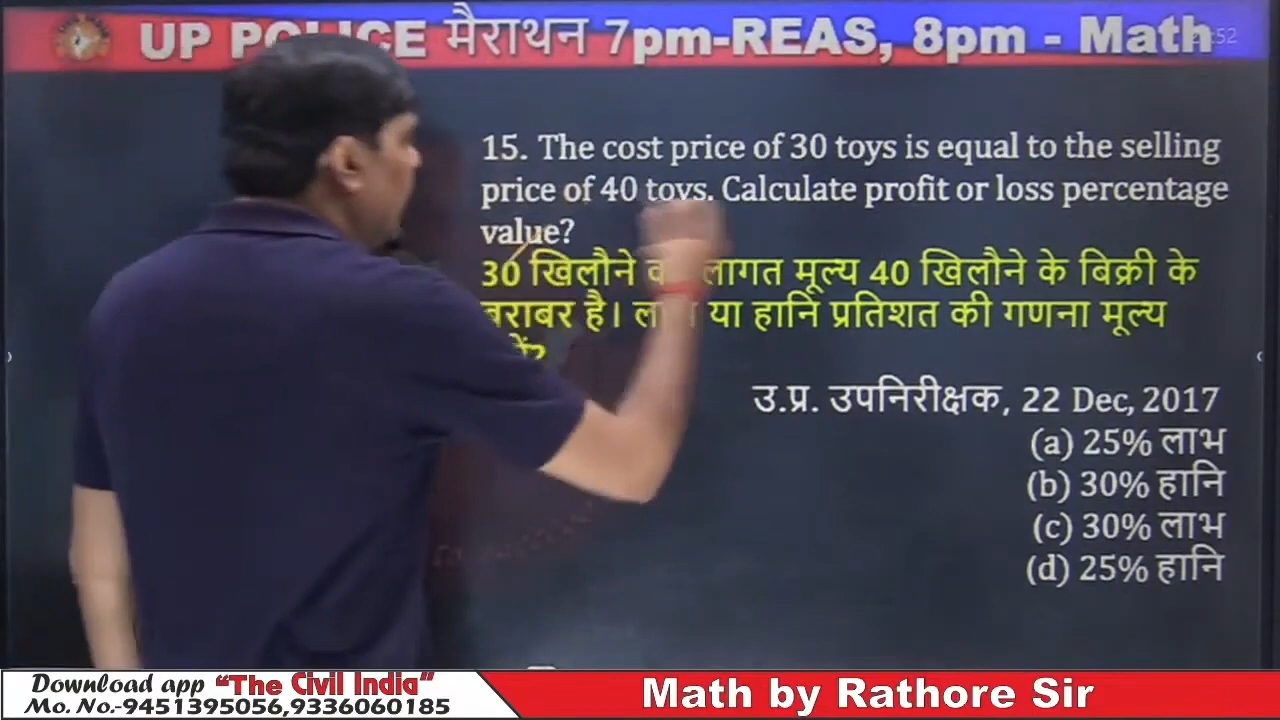 UP POLICE मैराथन 7pm-REAS, 8pm - Math
:52
15. The cost price of 30 toys is equal to the selling
price of 40 toys. Calculate profit or loss percentage
value?
30 खिलौने लागत मूल्य 40 खिलौने के बिक्री के
बराबर है। या हानि प्रतिशत की गणना मूल्य
उ.प्र. उपनिरीक्षक, 22 Dec, 2017
(a) 25% लाभ
(b) 30% हानि
(c) 30% लाभ
(d) 25% हानि
Download app "The Civil India"
Mo. No.-9451395056,9336060185
Math by Rathore Sir